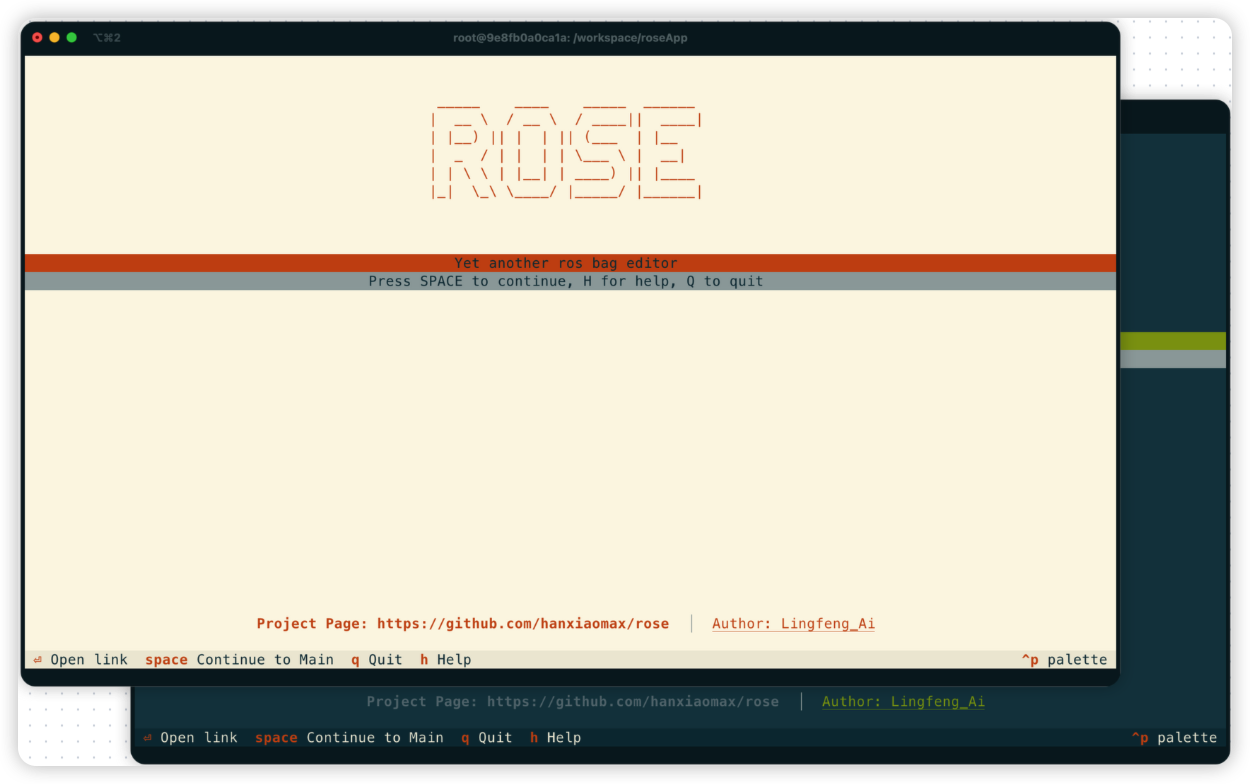 ⌥⌘2
root@9e8fb0a0ca1a: /workspace/roseApp
ROSE
Yet another ros bag editor
Press SPACE to continue, H for help, Q to quit
Project Page: https://github.com/hanxiaomax/rose │ Author: Lingfeng_Ai
⏎ Open link space Continue to Main q Quit h Help ^p palette
Project Page: https://github.com/hanxiaomax/rose │ Author: Lingfeng_Ai
⏎ Open link space Continue to Main q Quit h Help ^p palette